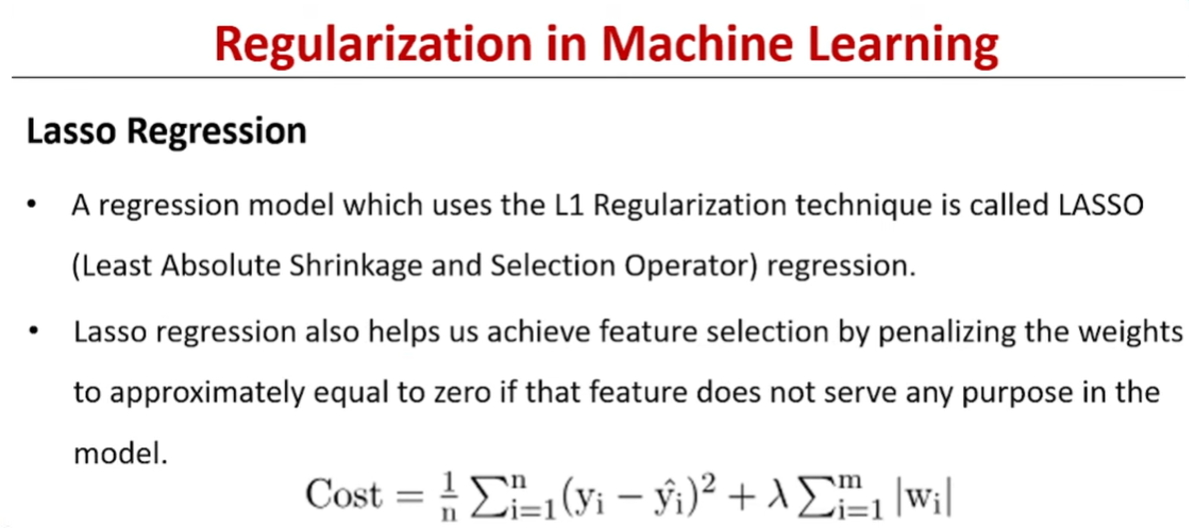 Regularization in Machine Learning
Lasso Regression
• A regression model which uses the L1 Regularization technique is called LASSO
(Least Absolute Shrinkage and Selection Operator) regression.
• Lasso regression also helps us achieve feature selection by penalizing the weights
to approximately equal to zero if that feature does not serve any purpose in the
model.
Cost = 1/n ∑ⁿᵢ₌₁(yᵢ − ŷᵢ)² + λ ∑ᵐᵢ₌₁ |wᵢ|